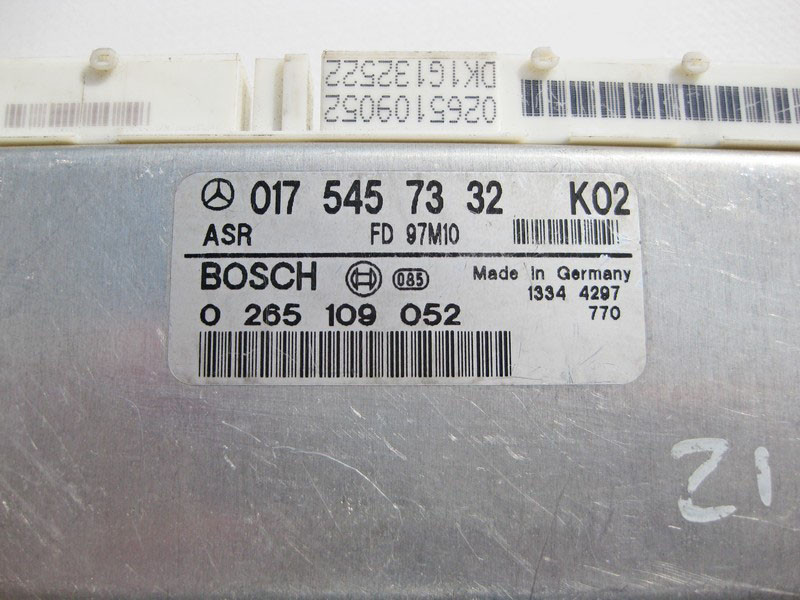 DK1G132522
0265109052
017 545 73 32 K02
ASR FD 97M10
BOSCH 085 Made in Germany
1334 4297
0 265 109 052 770
21